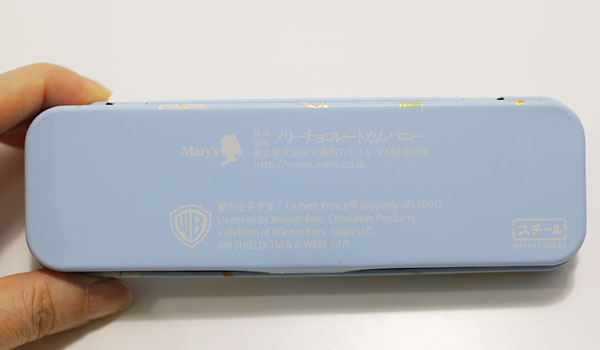 Mary's
株式
会社 メリーチョコレートカムパニー
東京都大田区大森西7-1-14 〒143-8508
http://www.mary.co.jp
WB
星の王子さま / Le Petit Prince® property of LPP612
Licensed by Warner Bros. Consumer Products,
a division of Warner Bros. Japan LLC
WB SHIELD: TM & © WBEI. (s17)
スチール